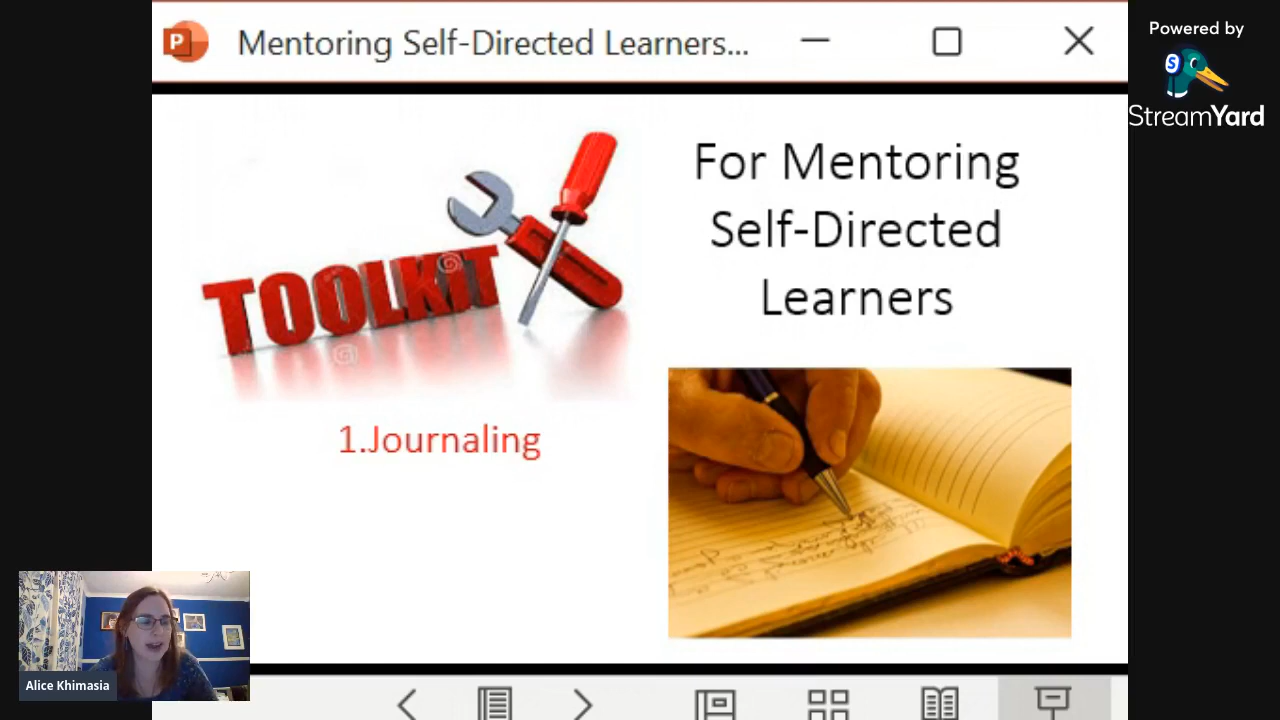 Mentoring Self-Directed Learners...
Powered by
StreamYard
TOOLKIT
For Mentoring
Self-Directed
Learners
1.Journaling
Alice Khimasia